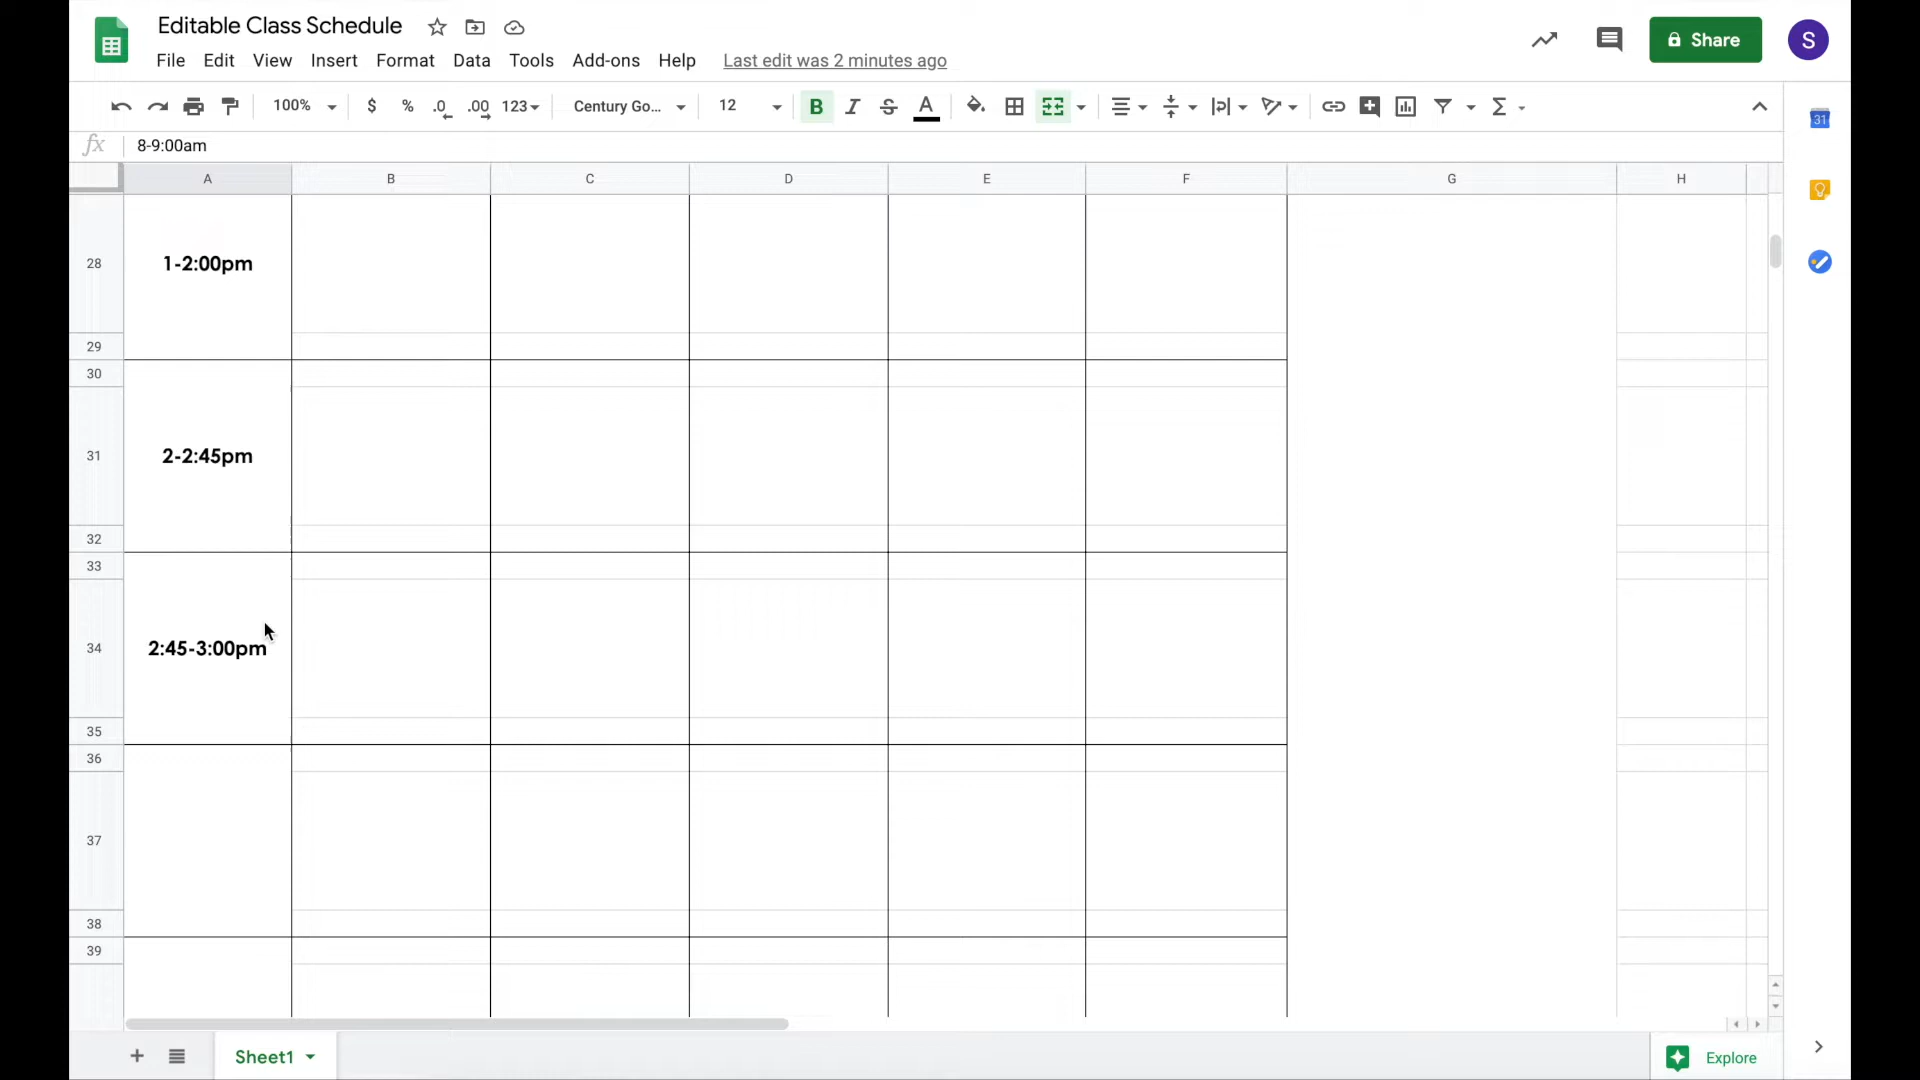 Editable Class Schedule
File Edit View Insert Format Data Tools Add-ons Help Last edit was 2 minutes ago
Share
S
100% $ % .0 .00 123 Century Go... 12 B I S A Σ
31
fx 8-9:00am
A B C D E F G H
28 1-2:00pm
29
30
31 2-2:45pm
32
33
34 2:45-3:00pm
35
36
37
38
39
Sheet1
Explore